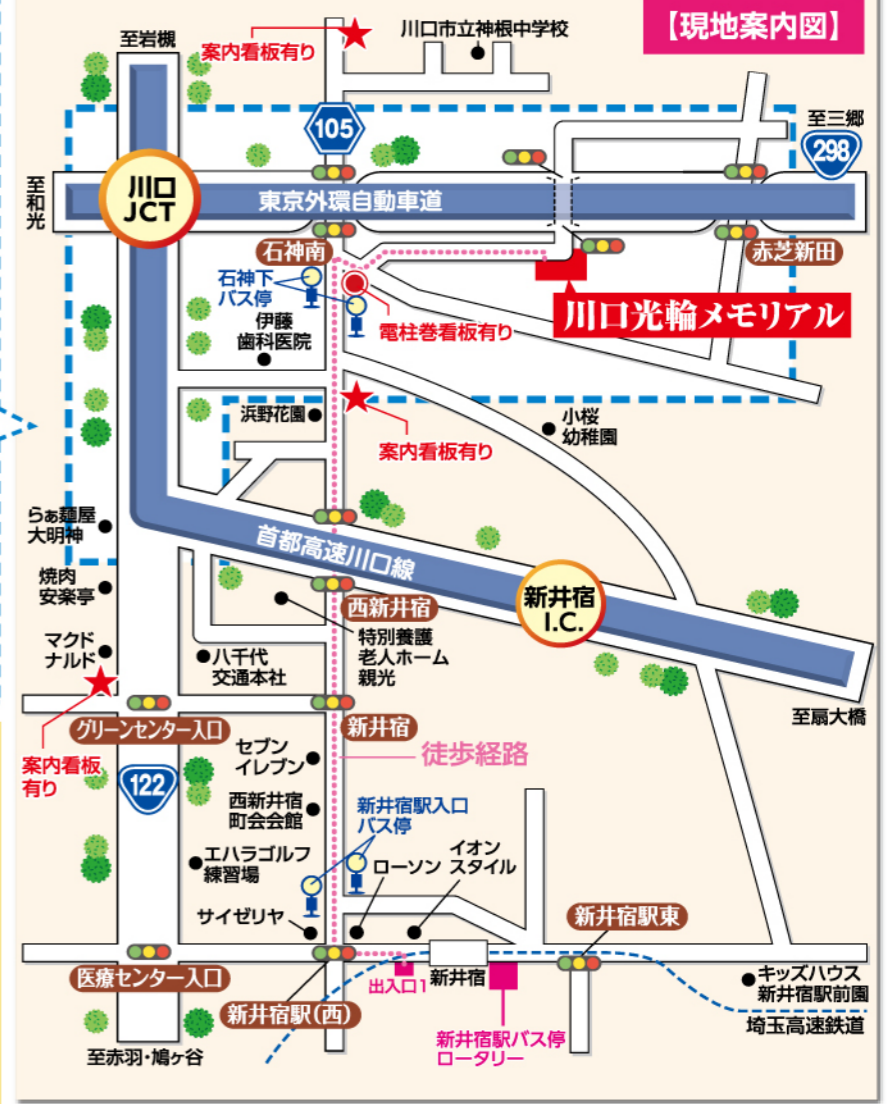 【現地案内図】
至岩槻
案内看板有り
川口市立神根中学校
105
至三郷
298
川口
JCT
東京外環自動車道
至和光
石神南
赤芝新田
石神下
バス停
川口光輪メモリアル
電柱巻看板有り
伊藤
歯科医院
浜野花園
案内看板有り
小桜
幼稚園
らぁ麺屋
大明神
首都高速川口線
焼肉
安楽亭
西新井宿
新井宿
I.C.
マクド
ナルド
八千代
交通本社
特別養護
老人ホーム
親光
至扇大橋
グリーンセンター入口
新井宿
案内看板
有り
セブン
イレブン
徒歩経路
122
西新井宿
町会会館
新井宿駅入口
バス停
エハラゴルフ
練習場
ローソン
イオン
スタイル
サイゼリヤ
新井宿駅東
医療センター入口
出入口1
新井宿
キッズハウス
新井宿駅前園
新井宿駅(西)
新井宿駅バス停
ロータリー
埼玉高速鉄道
至赤羽・鳩ヶ谷